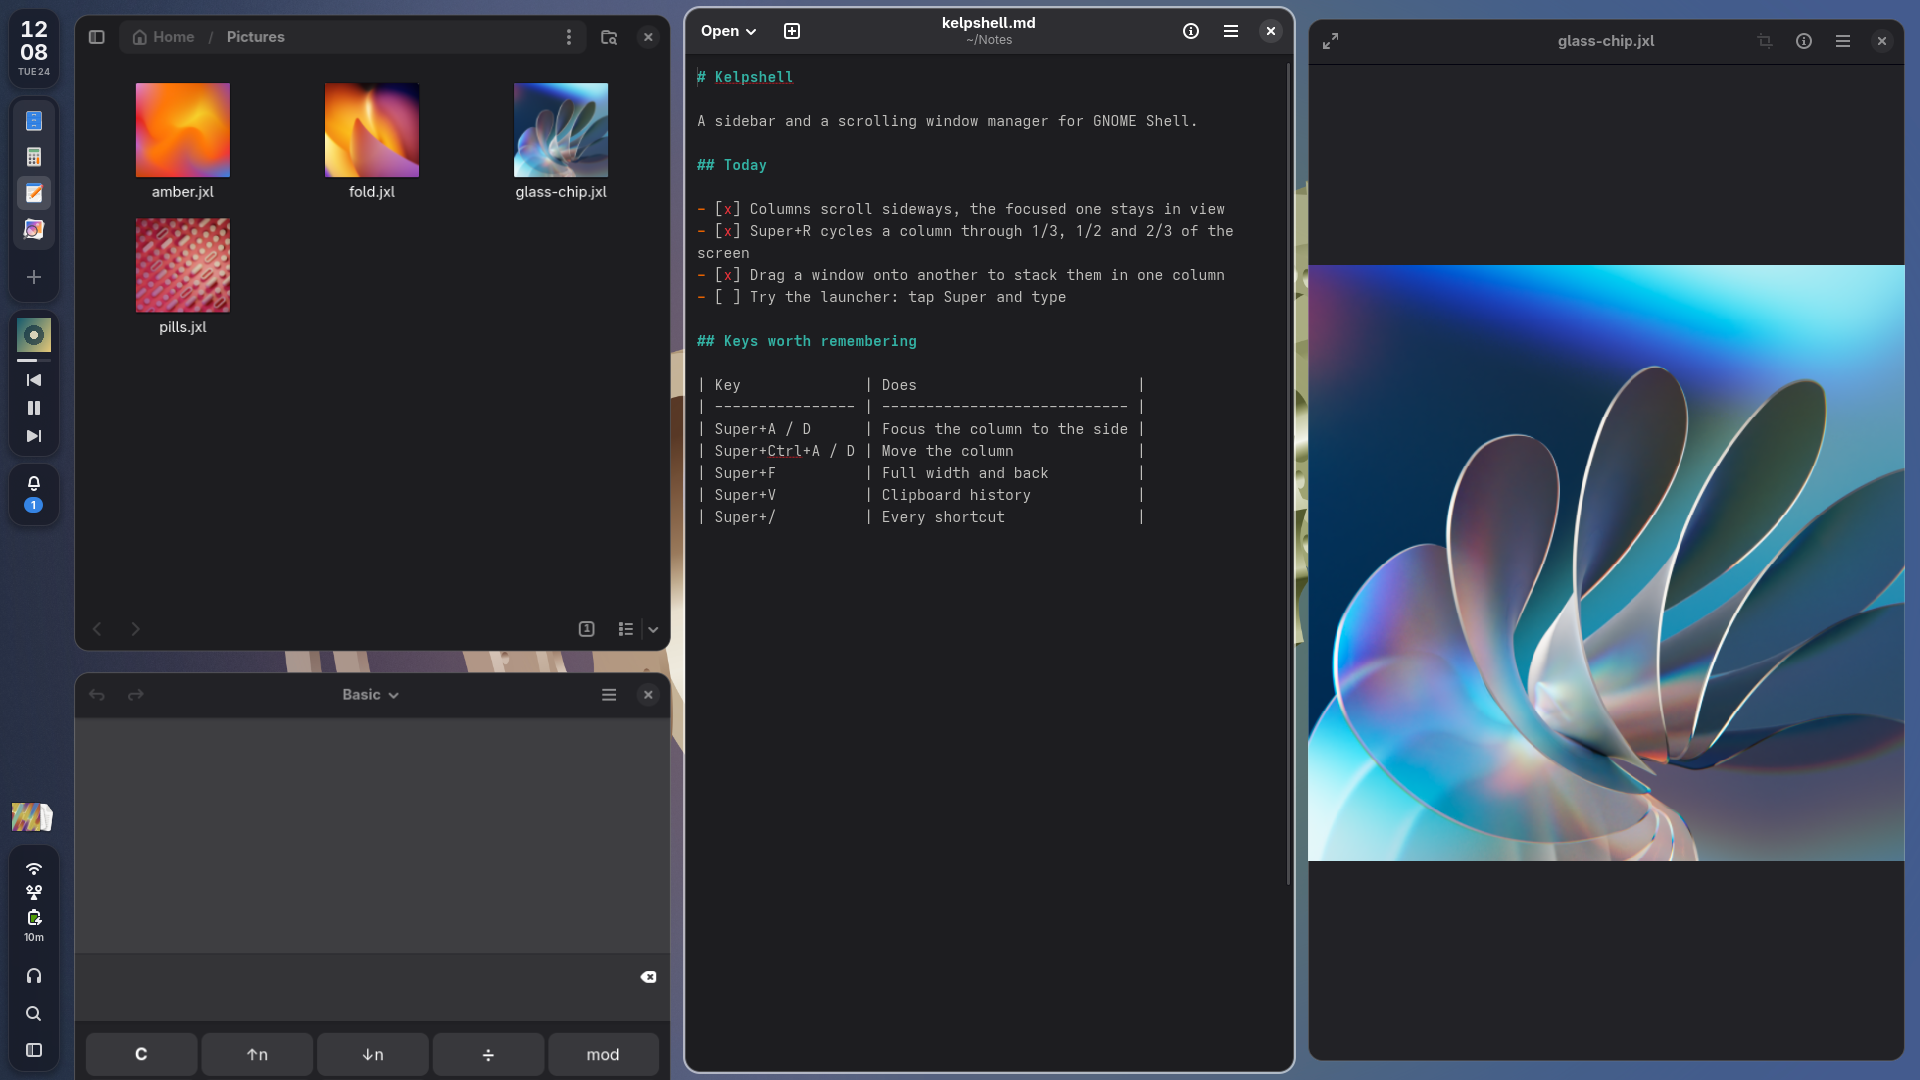 12
08
TUE 24
1
10m
Home / Pictures
amber.jxl
fold.jxl
glass-chip.jxl
pills.jxl
1
Basic
C
↑n
↓n
÷
mod
Open
kelpshell.md
~/Notes
# Kelpshell
A sidebar and a scrolling window manager for GNOME Shell.
## Today
- [x] Columns scroll sideways, the focused one stays in view
- [x] Super+R cycles a column through 1/3, 1/2 and 2/3 of the
screen
- [x] Drag a window onto another to stack them in one column
- [ ] Try the launcher: tap Super and type
## Keys worth remembering
| Key              | Does                         |
| ---------------- | ---------------------------- |
| Super+A / D      | Focus the column to the side |
| Super+Ctrl+A / D | Move the column              |
| Super+F          | Full width and back          |
| Super+V          | Clipboard history            |
| Super+/          | Every shortcut               |
glass-chip.jxl